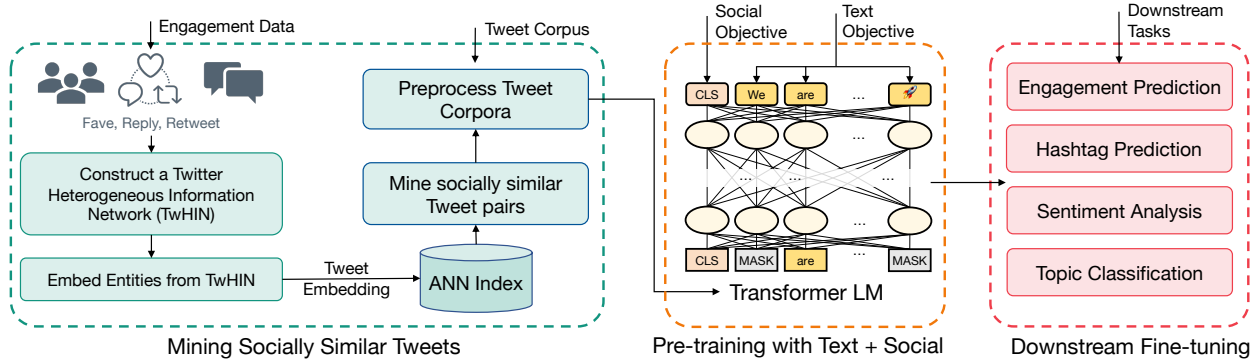 Engagement Data
Fave, Reply, Retweet
Construct a Twitter
Heterogeneous Information
Network (TwHIN)
Embed Entities from TwHIN
Tweet
Embedding
ANN Index
Mine socially similar
Tweet pairs
Tweet Corpus
Preprocess Tweet
Corpora
Mining Socially Similar Tweets
Social
Objective
Text
Objective
CLS We are ... 🚀
...
... ... ...
...
CLS MASK are ... MASK
Transformer LM
Pre-training with Text + Social
Downstream
Tasks
Engagement Prediction
Hashtag Prediction
Sentiment Analysis
Topic Classification
Downstream Fine-tuning